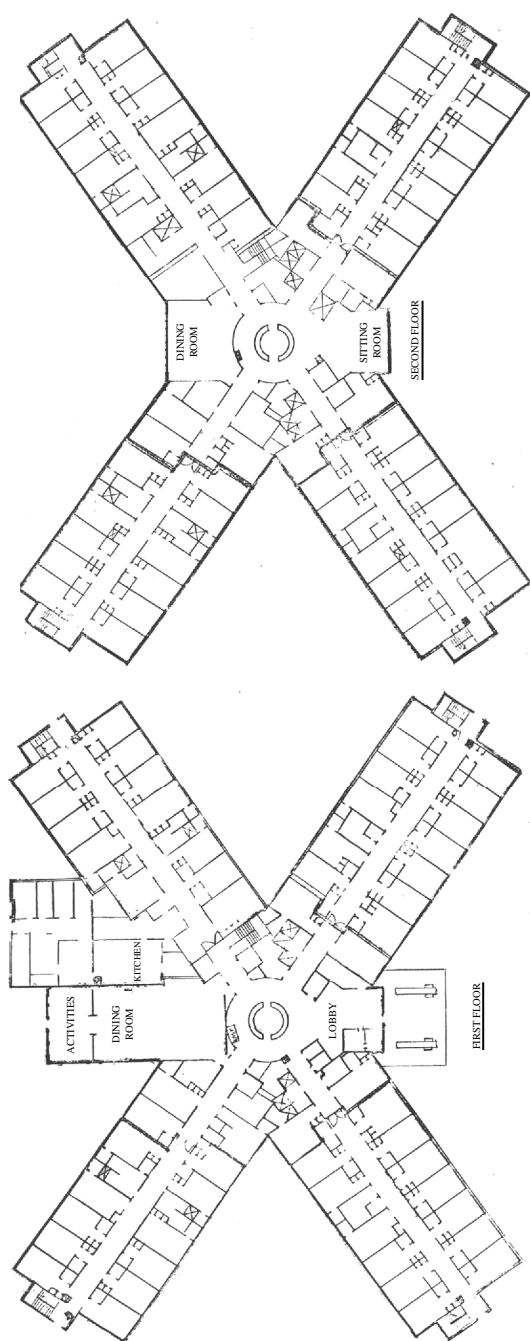 DINING
ROOM
SITTING
ROOM
SECOND FLOOR
ACTIVITIES
DINING
ROOM
KITCHEN
LOBBY
FIRST FLOOR